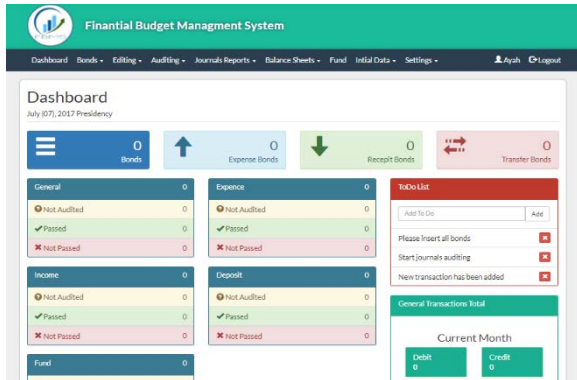 Finantial Budget Managment System
Dashboard Bonds Editing Auditing Journals Reports Balance Sheets Fund Intial Data Settings Ayah Logout
Dashboard
July (07), 2017 Presidency
0
Bonds
0
Expense Bonds
0
Recepit Bonds
0
Transfer Bonds
General 0
Not Audited 0
Passed 0
Not Passed 0
Expence 0
Not Audited 0
Passed 0
Not Passed 0
ToDo List
Add To Do Add
Please insert all bonds
Start journals auditing
New transaction has been added
Income 0
Not Audited 0
Passed 0
Not Passed 0
Deposit 0
Not Audited 0
Passed 0
Not Passed 0
General Transactions Total
Current Month
Debit
0
Credit
0
Fund 0